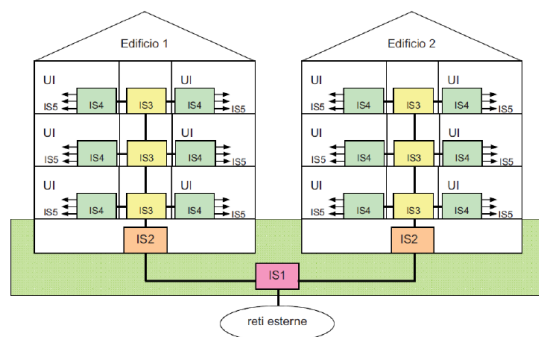 Edificio 1 Edificio 2
UI UI UI UI
IS5 IS4 IS3 IS4 IS5 IS4 IS3 IS4
UI UI UI UI
IS5 IS4 IS3 IS4 IS5 IS5 IS4 IS3 IS4 IS5
UI UI UI UI
IS5 IS4 IS3 IS4 IS5 IS5 IS4 IS3 IS4 IS5
IS2 IS2
IS1
reti esterne